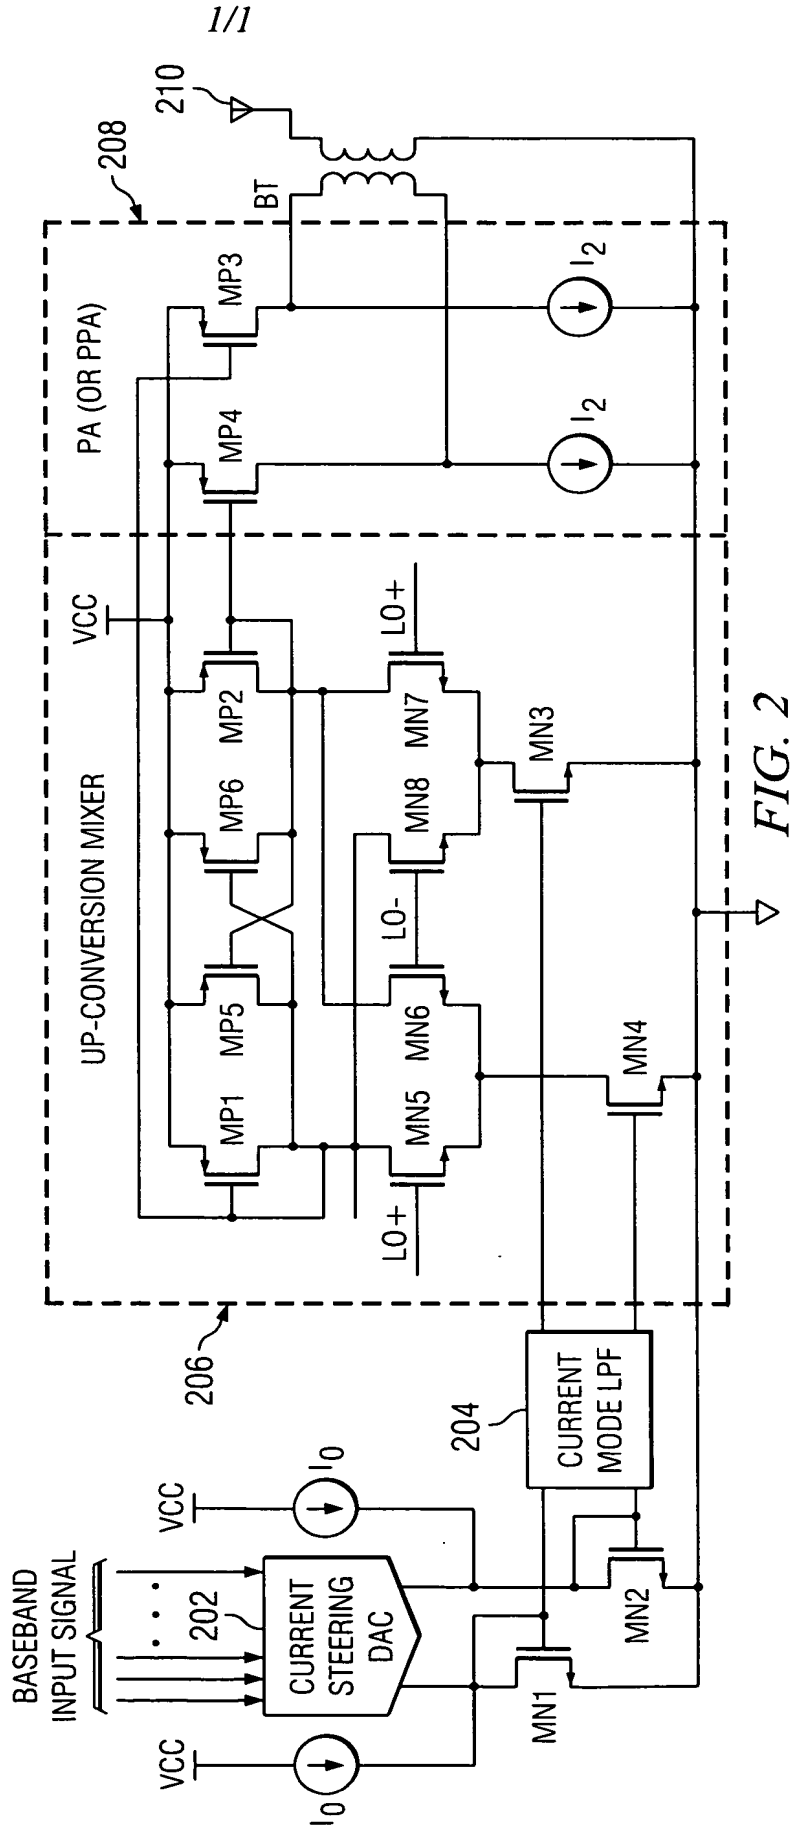 1/1
BASEBAND
INPUT SIGNAL
VCC
I0
202
CURRENT
STEERING
DAC
VCC
I0
MN1
MN2
204
CURRENT
MODE LPF
206
UP-CONVERSION MIXER
VCC
MP1
MP5
MP6
MP2
LO+
MN5
MN6
LO-
MN8
MN7
LO+
MN3
MN4
PA (OR PPA)
208
MP4
MP3
I2
I2
BT
210
FIG. 2